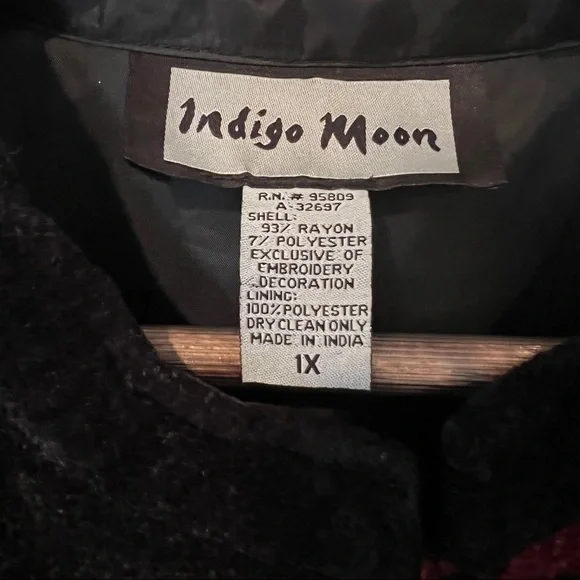 Indigo Moon
R.N. # 95809
A-32697
SHELL:
93% RAYON
7% POLYESTER
EXCLUSIVE OF
EMBROIDERY
DECORATION
LINING:
100% POLYESTER
DRY CLEAN ONLY
MADE IN INDIA
1X